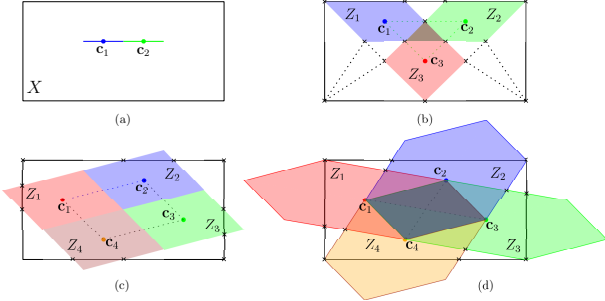 c₁ c₂
X
(a)
Z₁ Z₂
c₁ c₂
c₃
Z₃
(b)
Z₁ Z₂
c₂
c₁
c₃
Z₃
c₄
Z₄
(c)
Z₁ Z₂
c₂
c₁
c₃
c₄
Z₄ Z₃
(d)